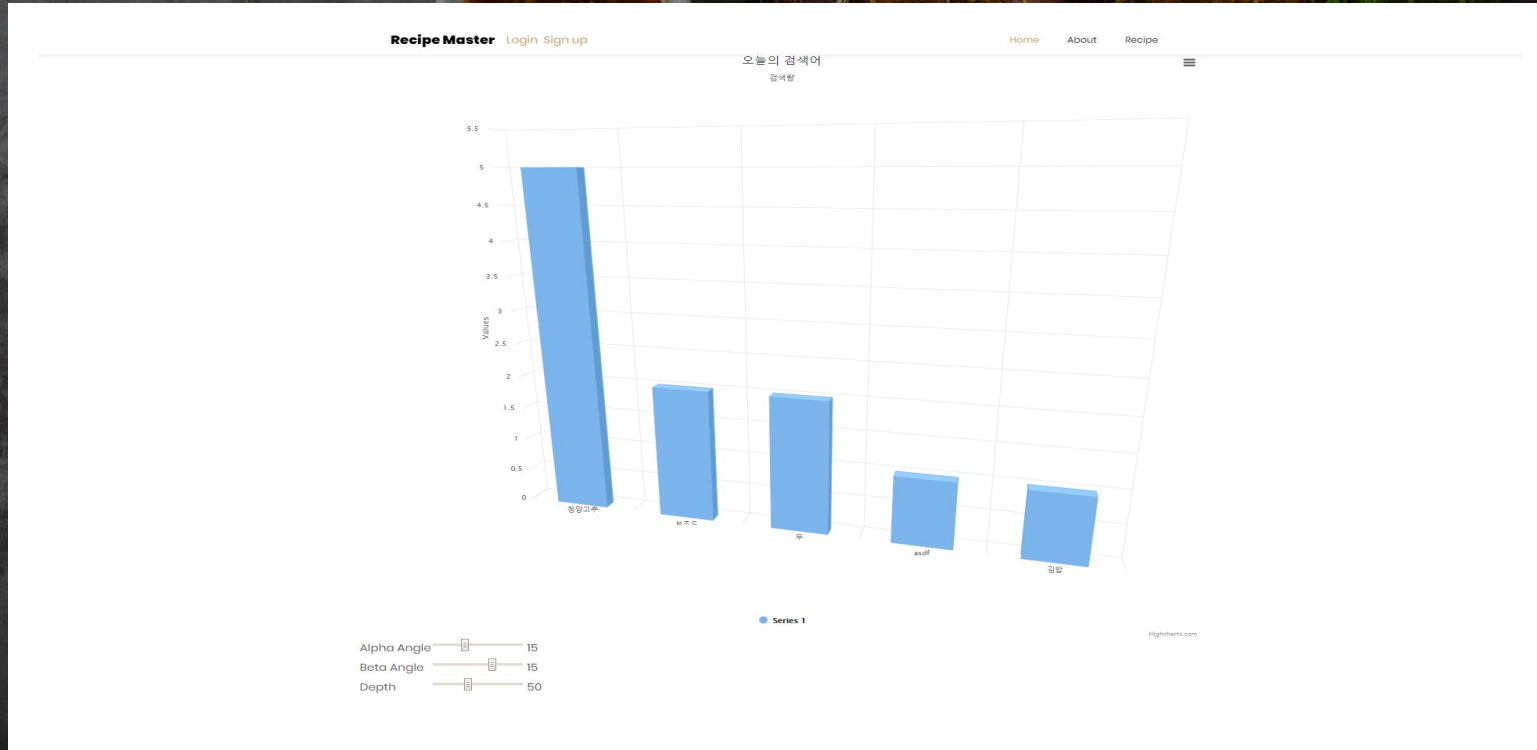 Recipe Master Login Sign up Home About Recipe
오늘의 검색어
검색량
5.5
5
4.5
4
3.5
3
2.5
2
1.5
1
0.5
0
Values
청양고추
무
asdf
김밥
Series 1
Highcharts.com
Alpha Angle 15
Beta Angle 15
Depth 50